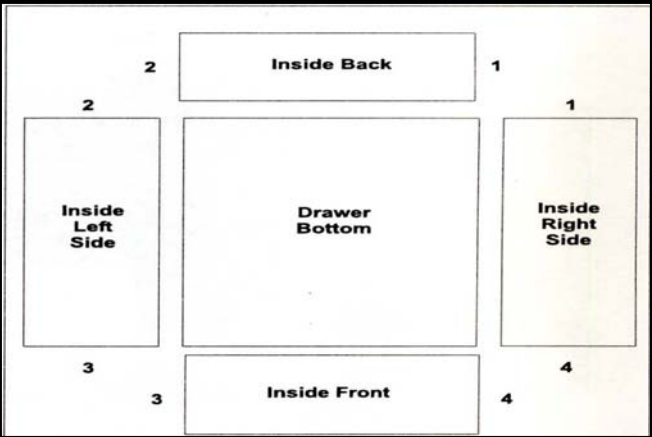 2
Inside Back
1
2
1
Inside
Left
Side
Drawer
Bottom
Inside
Right
Side
3
4
3
Inside Front
4